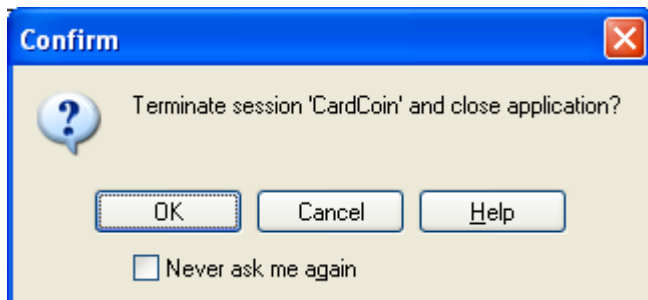 Confirm
Terminate session 'CardCoin' and close application?
OK Cancel Help
Never ask me again